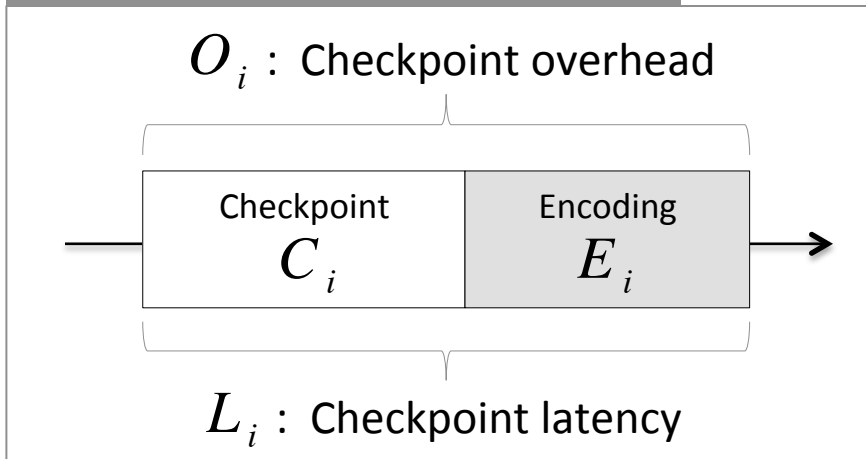 O_i : Checkpoint overhead
Checkpoint Encoding
C_i E_i
L_i : Checkpoint latency